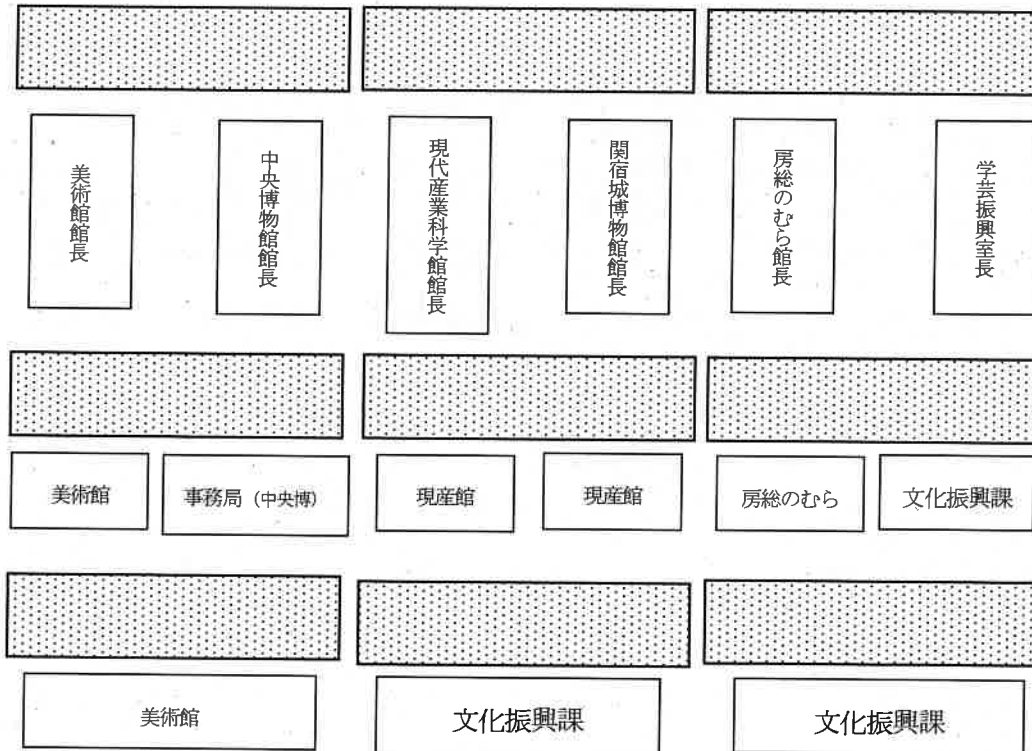 美術館館長
中央博物館館長
現代産業科学館館長
関宿城博物館館長
房総のむら館長
学芸振興室長
美術館
事務局（中央博）
現産館
現産館
房総のむら
文化振興課
美術館
文化振興課
文化振興課